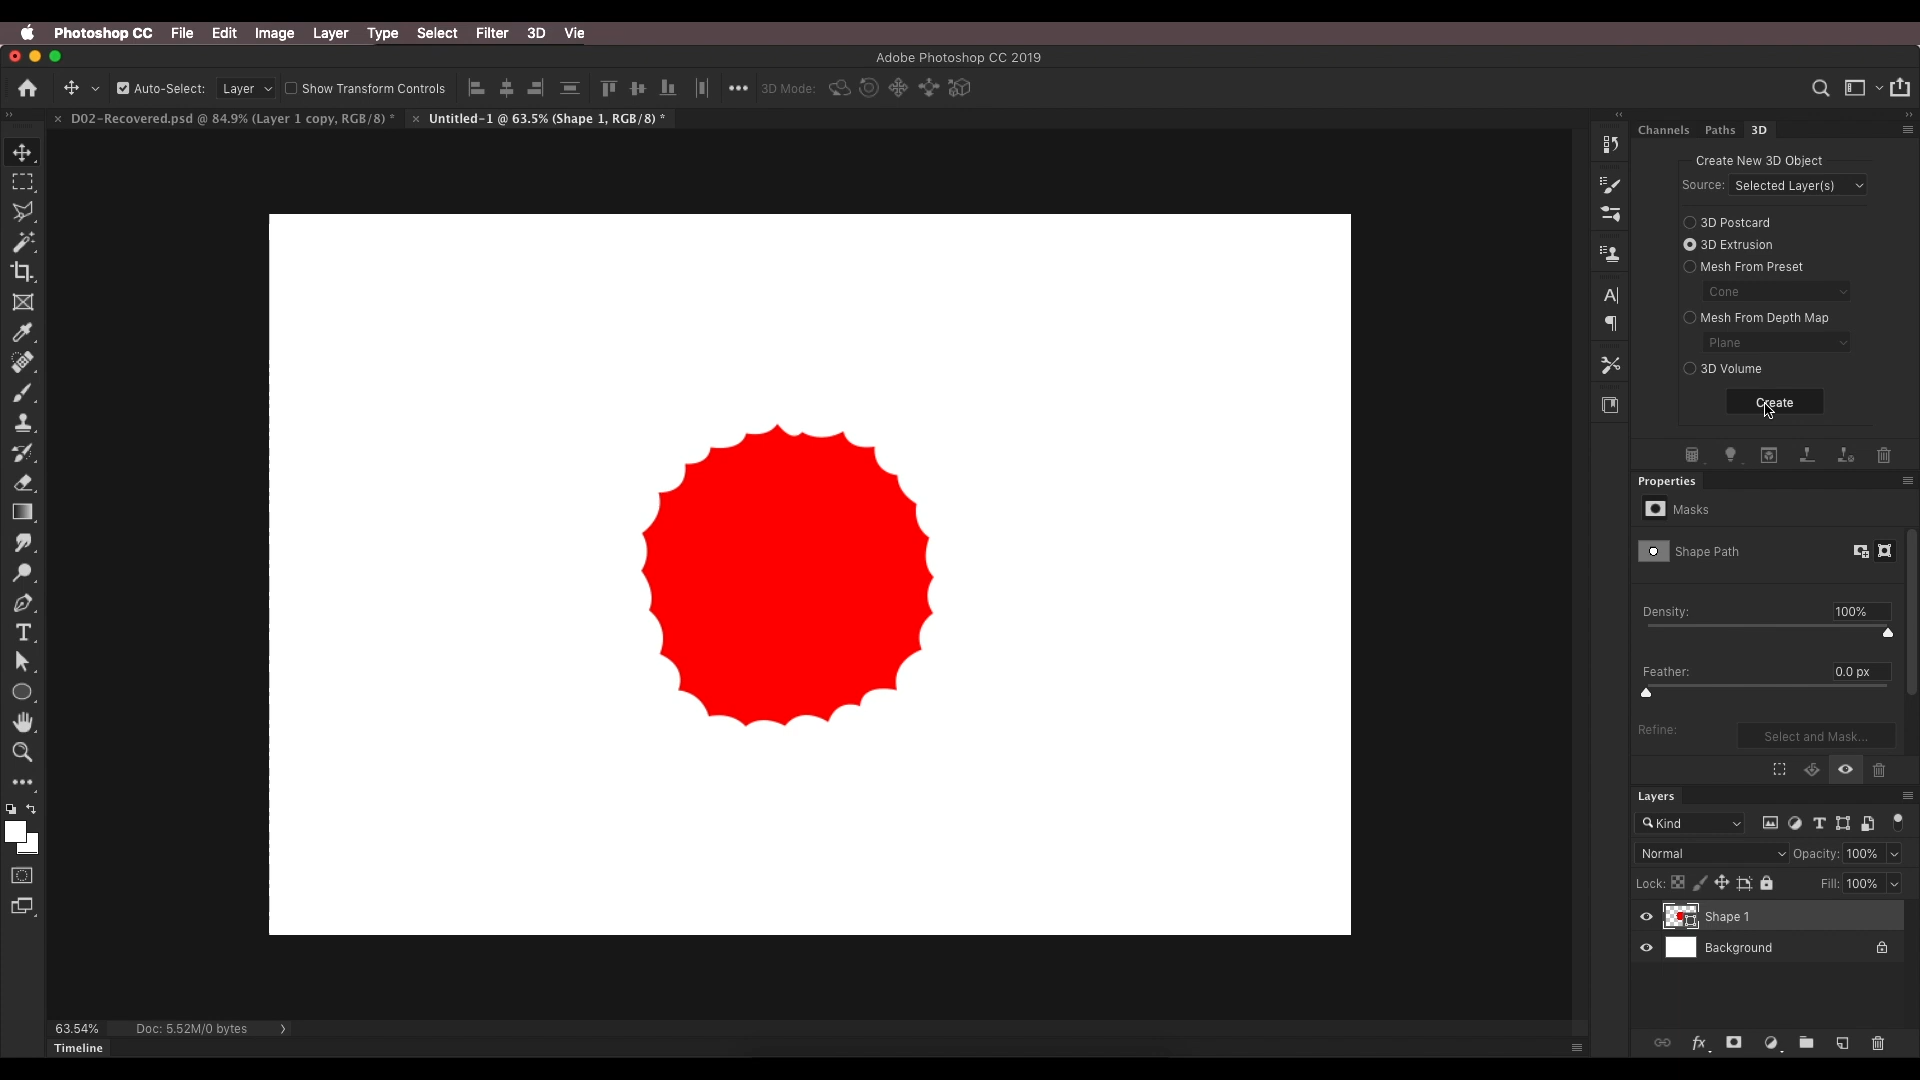 Photoshop CC File Edit Image Layer Type Select Filter 3D Vie
Adobe Photoshop CC 2019
Auto-Select: Layer Show Transform Controls 3D Mode:
D02-Recovered.psd @ 84.9% (Layer 1 copy, RGB/8) *
Untitled-1 @ 63.5% (Shape 1, RGB/8) *
Channels Paths 3D
Create New 3D Object
Source: Selected Layer(s)
3D Postcard
3D Extrusion
Mesh From Preset
Cone
Mesh From Depth Map
Plane
3D Volume
Create
Properties
Masks
Shape Path
Density: 100%
Feather: 0.0 px
Refine: Select and Mask...
Layers
Kind
Normal Opacity: 100%
Lock: Fill: 100%
Shape 1
Background
fx
63.54% Doc: 5.52M/0 bytes
Timeline